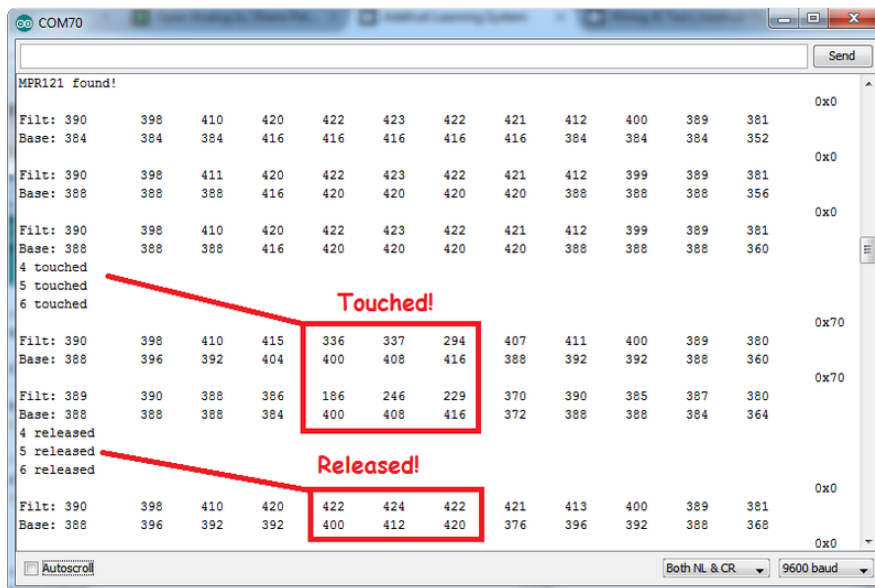 COM70
Send
MPR121 found!
0x0
Filt: 390 398 410 420 422 423 422 421 412 400 389 381
Base: 384 384 384 416 416 416 416 416 384 384 384 352
0x0
Filt: 390 398 411 420 422 423 422 421 412 399 389 381
Base: 388 388 388 416 420 420 420 420 388 388 388 356
0x0
Filt: 390 398 410 420 422 423 422 421 412 399 389 381
Base: 388 388 388 416 420 420 420 420 388 388 388 360
4 touched
5 touched
6 touched
Touched!
0x70
Filt: 390 398 410 415 336 337 294 407 411 400 389 380
Base: 388 396 392 404 400 408 416 388 392 392 388 360
0x70
Filt: 389 390 388 386 186 246 229 370 390 385 387 380
Base: 388 388 388 384 400 408 416 372 388 388 384 364
4 released
5 released
6 released
Released!
0x0
Filt: 390 398 410 420 422 424 422 421 413 400 389 381
Base: 388 396 392 392 400 412 420 376 396 392 388 368
0x0
Autoscroll
Both NL & CR
9600 baud